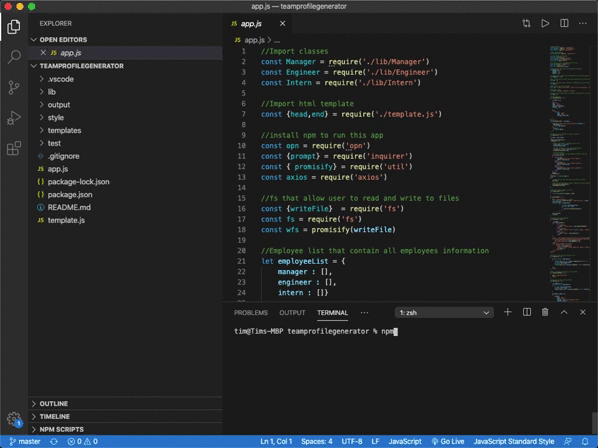 app.js — teamprofilegenerator
EXPLORER
OPEN EDITORS
JS app.js
TEAMPROFILEGENERATOR
.vscode
lib
output
style
templates
test
.gitignore
JS app.js
{} package-lock.json
{} package.json
README.md
JS template.js
OUTLINE
TIMELINE
NPM SCRIPTS
JS app.js
JS app.js > ...
1 //Import classes
2 const Manager = require('./lib/Manager')
3 const Engineer = require('./lib/Engineer')
4 const Intern = require('./lib/Intern')
5
6 //Import html template
7 const {head,end} = require('./template.js')
8
9 //install npm to run this app
10 const opn = require('opn')
11 const {prompt} = require('inquirer')
12 const { promisify} = require('util')
13 const axios = require('axios')
14
15 //fs that allow user to read and write to files
16 const {writeFile}  = require('fs')
17 const fs = require('fs')
18 const wfs = promisify(writeFile)
19
20 //Employee list that contain all employees information
21 let employeeList = {
22 manager : [],
23 engineer : [],
24 intern : []}
PROBLEMS OUTPUT TERMINAL ... 1: zsh
tim@Tims-MBP teamprofilegenerator % npm
1
master 0 0 Ln 1, Col 1 Spaces: 4 UTF-8 LF JavaScript Go Live JavaScript Standard Style